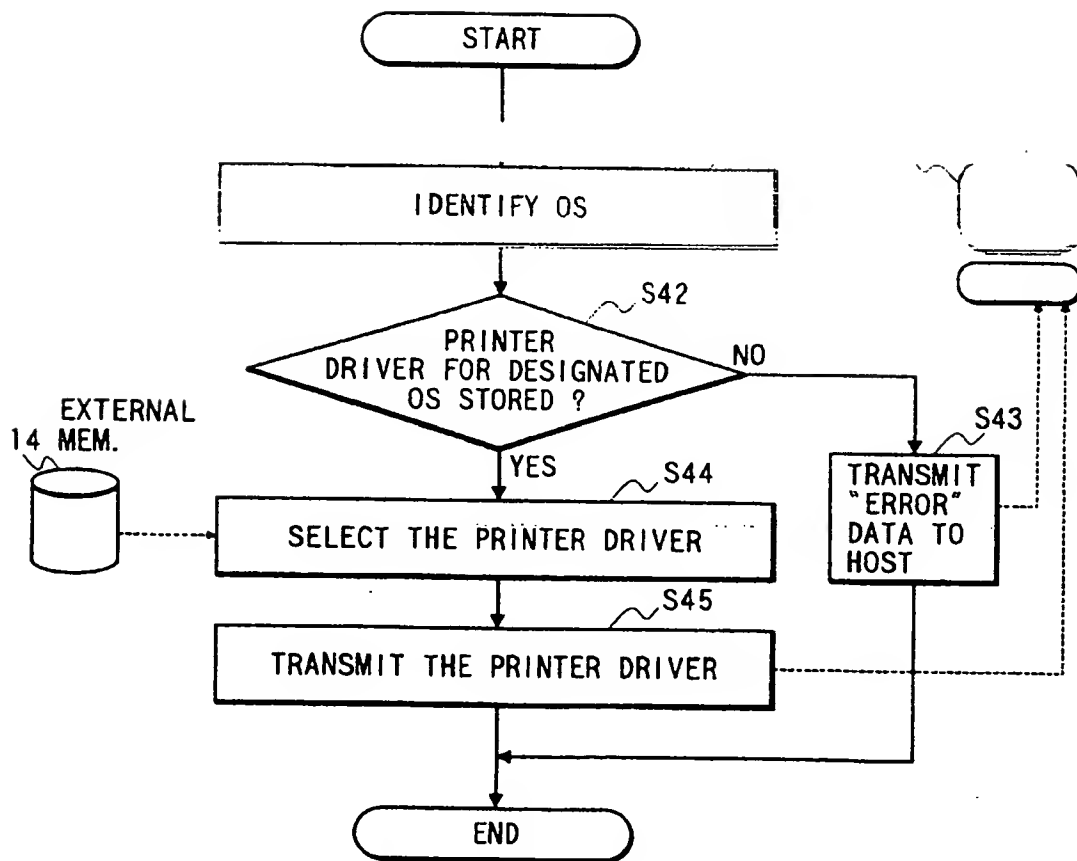 START
IDENTIFY OS
S42
PRINTER
DRIVER FOR DESIGNATED
OS STORED ?
NO
YES
EXTERNAL
14 MEM.
S43
TRANSMIT
"ERROR"
DATA TO
HOST
S44
SELECT THE PRINTER DRIVER
S45
TRANSMIT THE PRINTER DRIVER
END